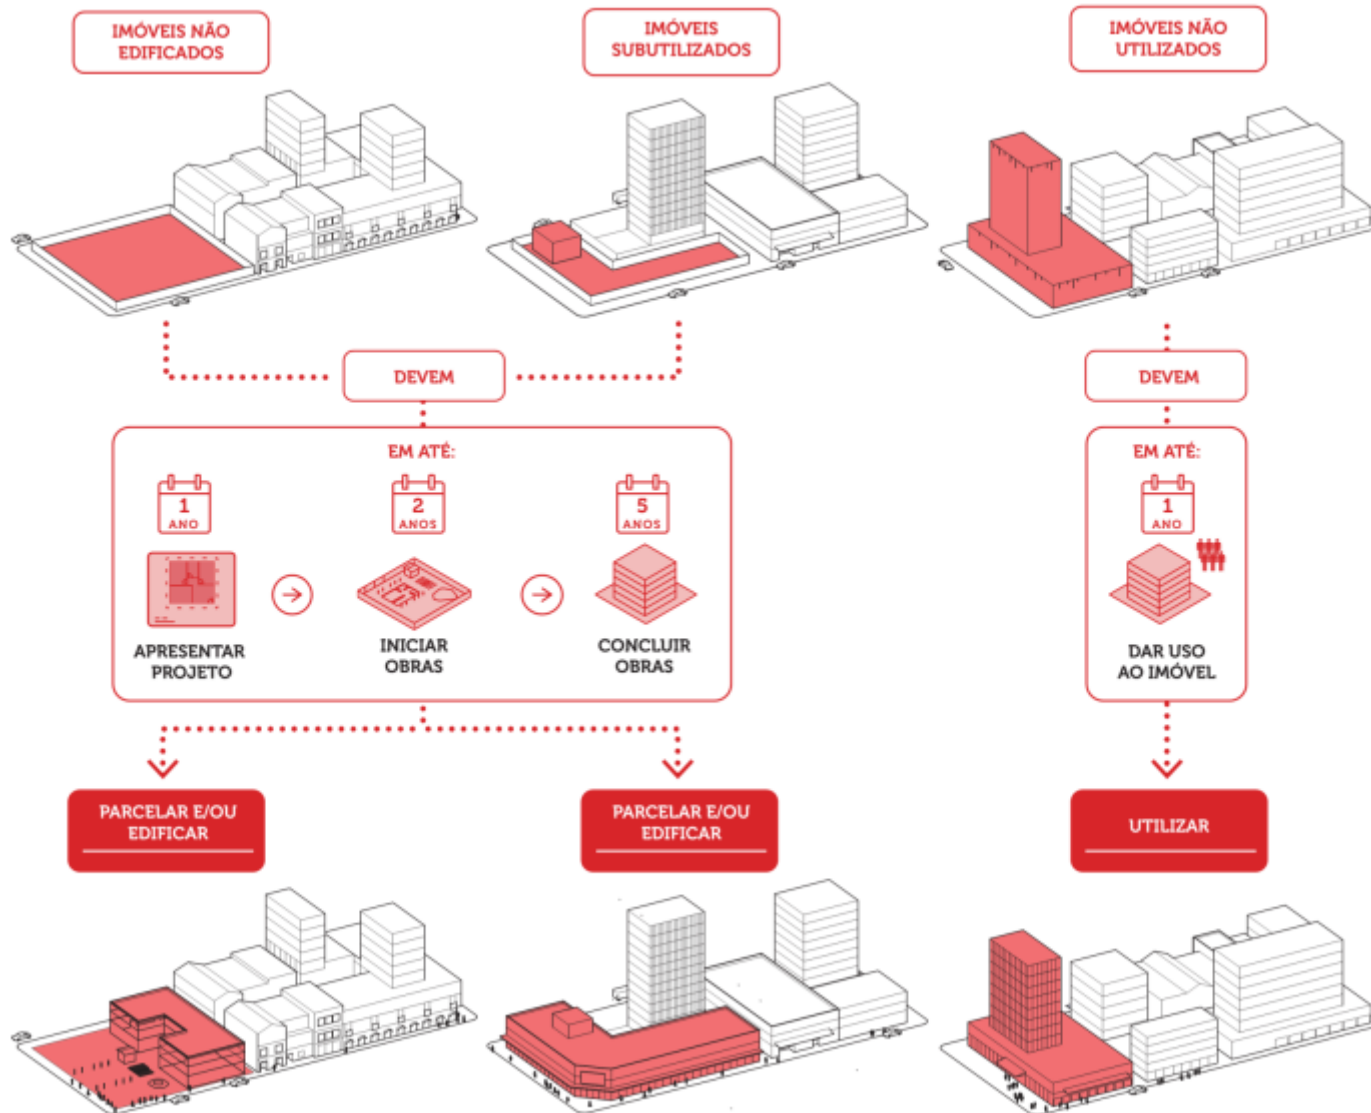 IMÓVEIS NÃO
EDIFICADOS
IMÓVEIS
SUBUTILIZADOS
IMÓVEIS NÃO
UTILIZADOS
DEVEM
DEVEM
EM ATÉ:
1
ANO
2
ANOS
5
ANOS
APRESENTAR
PROJETO
INICIAR
OBRAS
CONCLUIR
OBRAS
EM ATÉ:
1
ANO
DAR USO
AO IMÓVEL
PARCELAR E/OU
EDIFICAR
PARCELAR E/OU
EDIFICAR
UTILIZAR